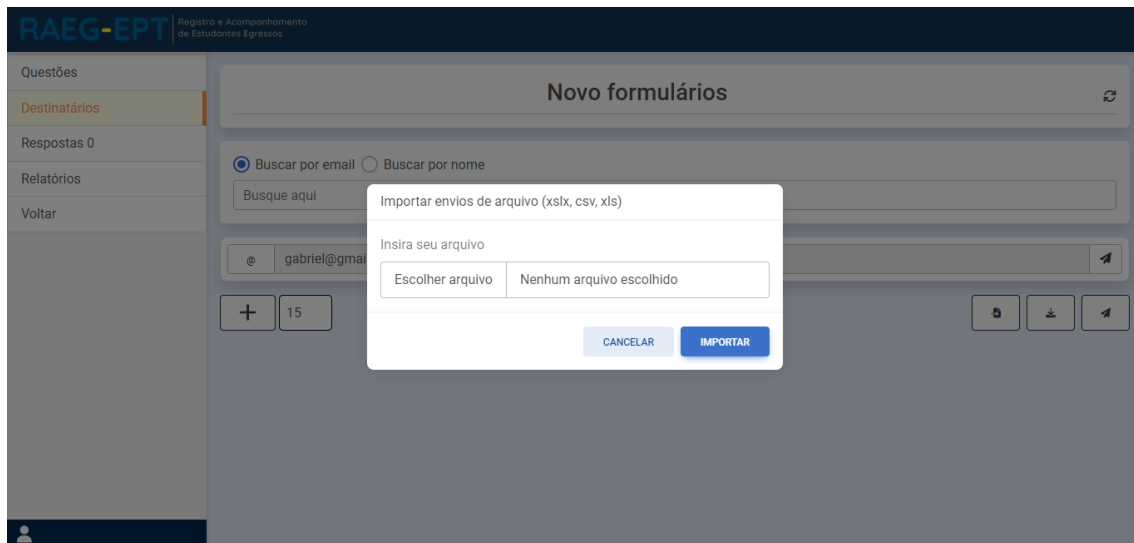 RAEG-EPT
Registro e Acompanhamento
de Estudantes Egressos
Questões
Destinatários
Respostas 0
Relatórios
Voltar
Novo formulários
Buscar por email
Buscar por nome
Busque aqui
@
gabriel@gmai
15
Importar envios de arquivo (xslx, csv, xls)
Insira seu arquivo
Escolher arquivo
Nenhum arquivo escolhido
CANCELAR
IMPORTAR